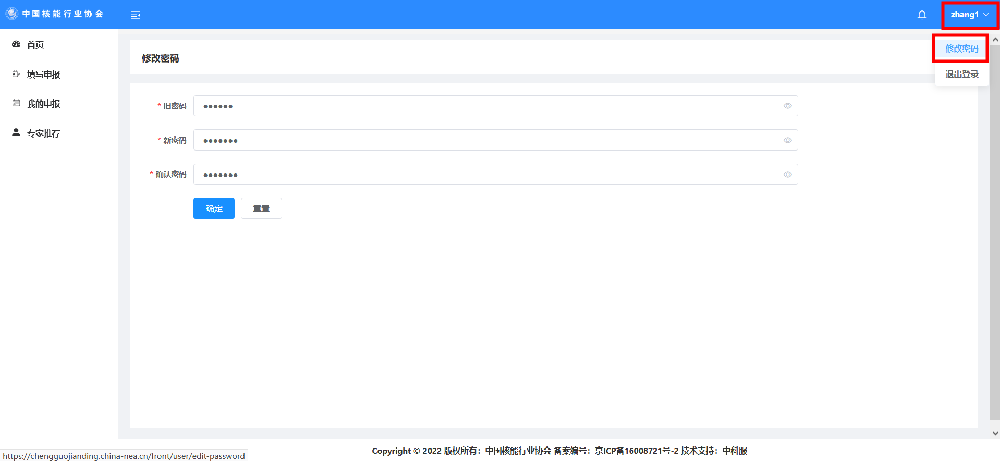 中国核能行业协会
zhang1
首页
填写申报
我的申报
专家推荐
修改密码
修改密码
退出登录
* 旧密码 ●●●●●●
* 新密码 ●●●●●●●
* 确认密码 ●●●●●●●
确定 重置
Copyright © 2022 版权所有：中国核能行业协会 备案编号：京ICP备16008721号-2 技术支持：中科服
https://chengguojianding.china-nea.cn/front/user/edit-password